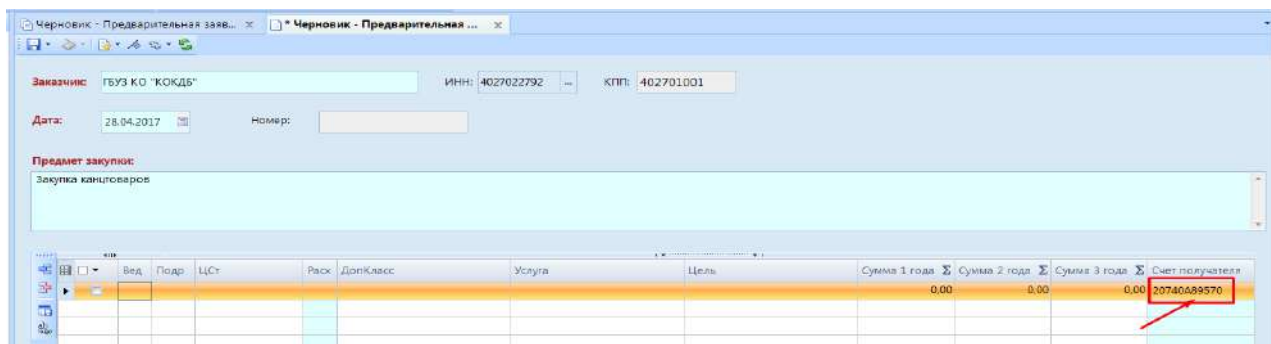 Черновик - Предварительная заяв...
* Черновик - Предварительная ...
Заказчик: ГБУЗ КО "КОКДБ" ИНН: 4027022792 ... КПП: 402701001
Дата: 28.04.2017 Номер:
Предмет закупки:
Закупка канцтоваров
Вед Подр ЦСт Расх ДопКласс Услуга Цель Сумма 1 года Σ Сумма 2 года Σ Сумма 3 года Σ Счет получателя
0,00 0,00 0,00 20740А89570